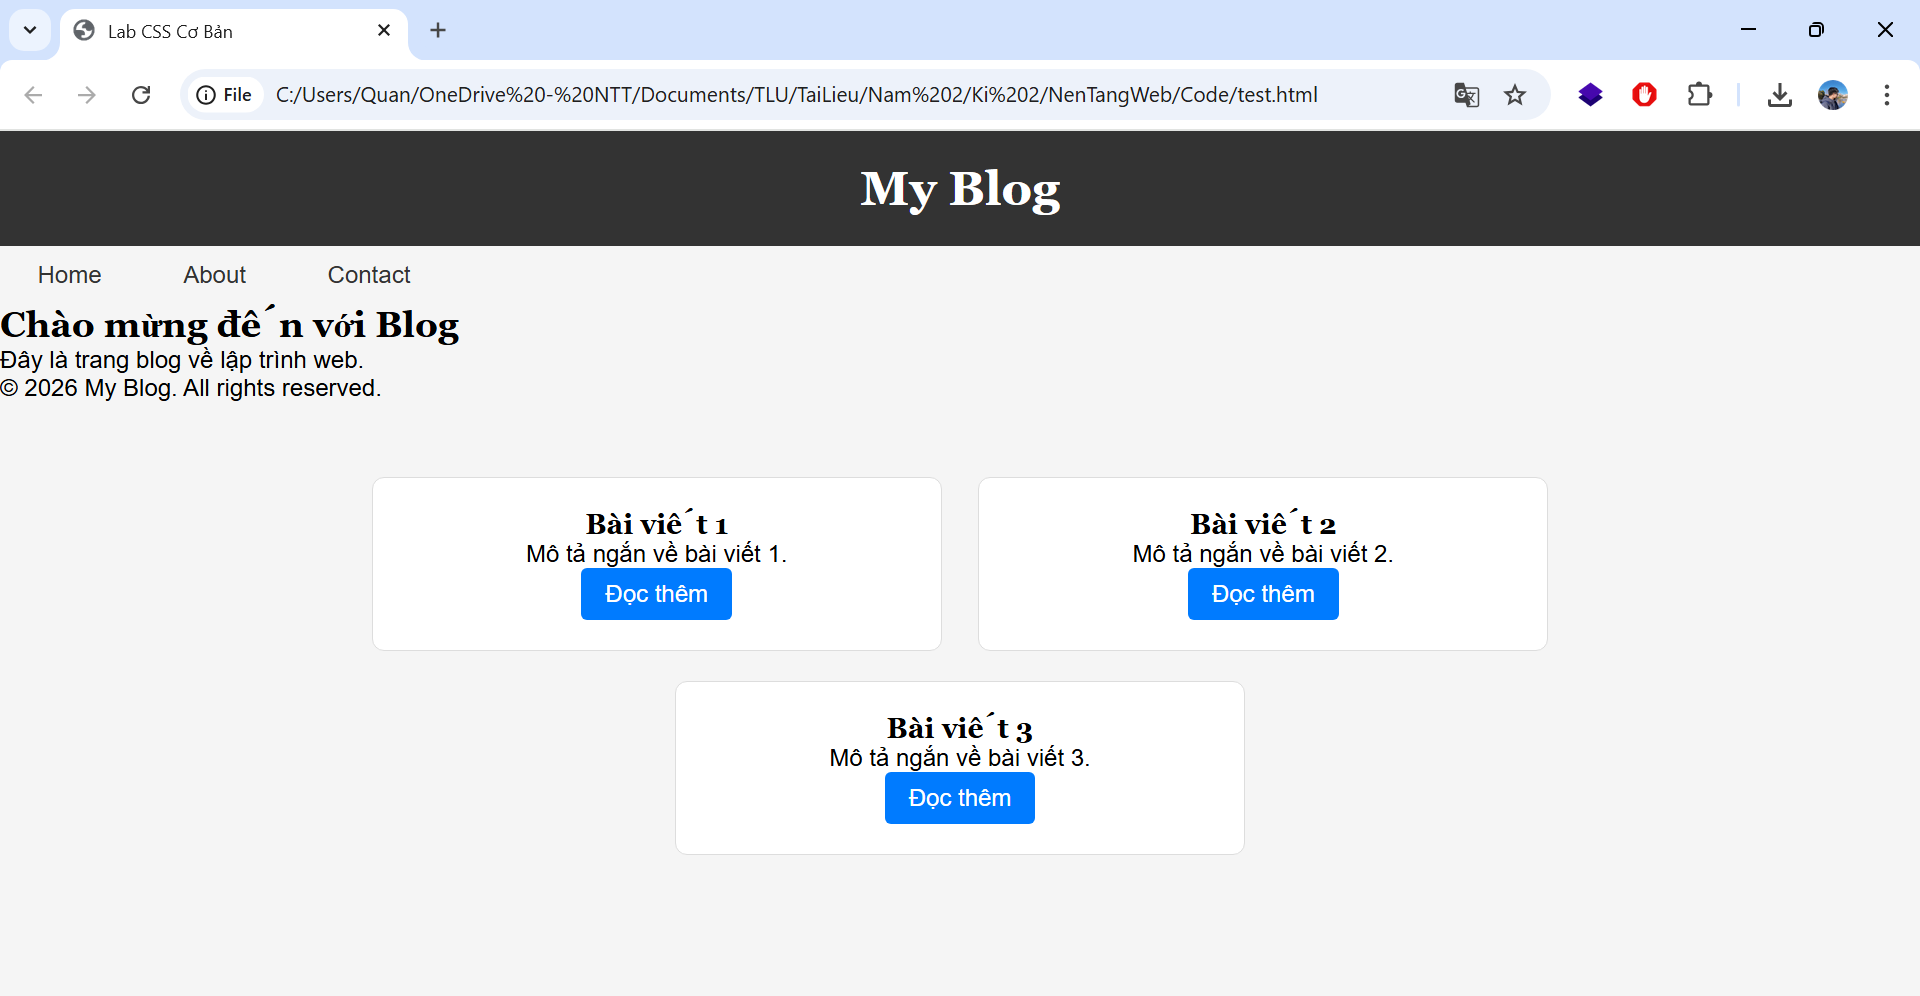 Lab CSS Cơ Bản
File C:/Users/Quan/OneDrive%20-%20NTT/Documents/TLU/TaiLieu/Nam%202/Ki%202/NenTangWeb/Code/test.html
My Blog
Home About Contact
Chào mừng đến với Blog
Đây là trang blog về lập trình web.
© 2026 My Blog. All rights reserved.
Bài viết 1
Mô tả ngắn về bài viết 1.
Đọc thêm
Bài viết 2
Mô tả ngắn về bài viết 2.
Đọc thêm
Bài viết 3
Mô tả ngắn về bài viết 3.
Đọc thêm